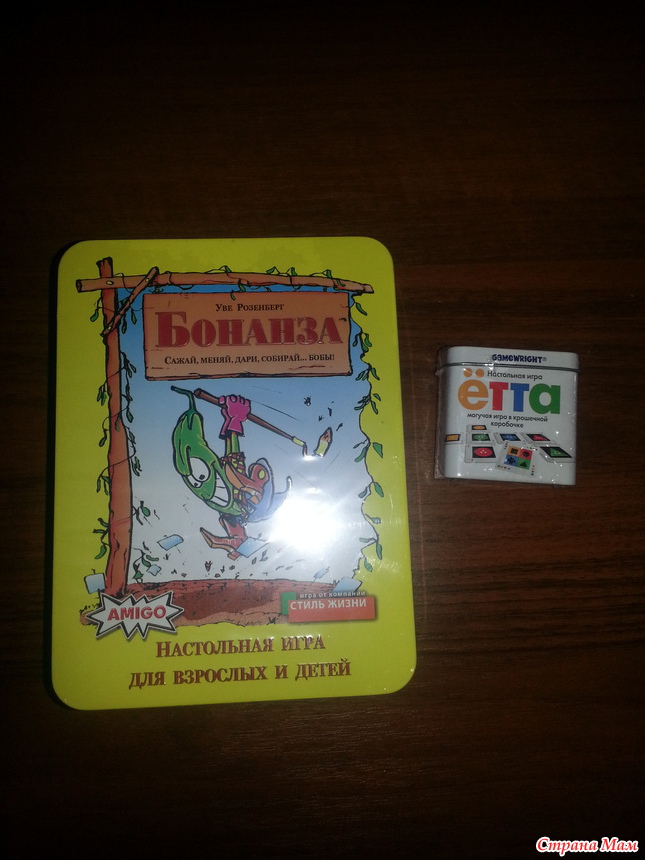 Уве Розенберг
Бонанза
Сажай, меняй, дари, собирай... бобы!
AMIGO
игра от компании
СТИЛЬ ЖИЗНИ
Настольная игра
для взрослых и детей
GAMEWRIGHT®
Настольная игра
ётта
могучая игра в крошечной
коробочке
Страна Мам